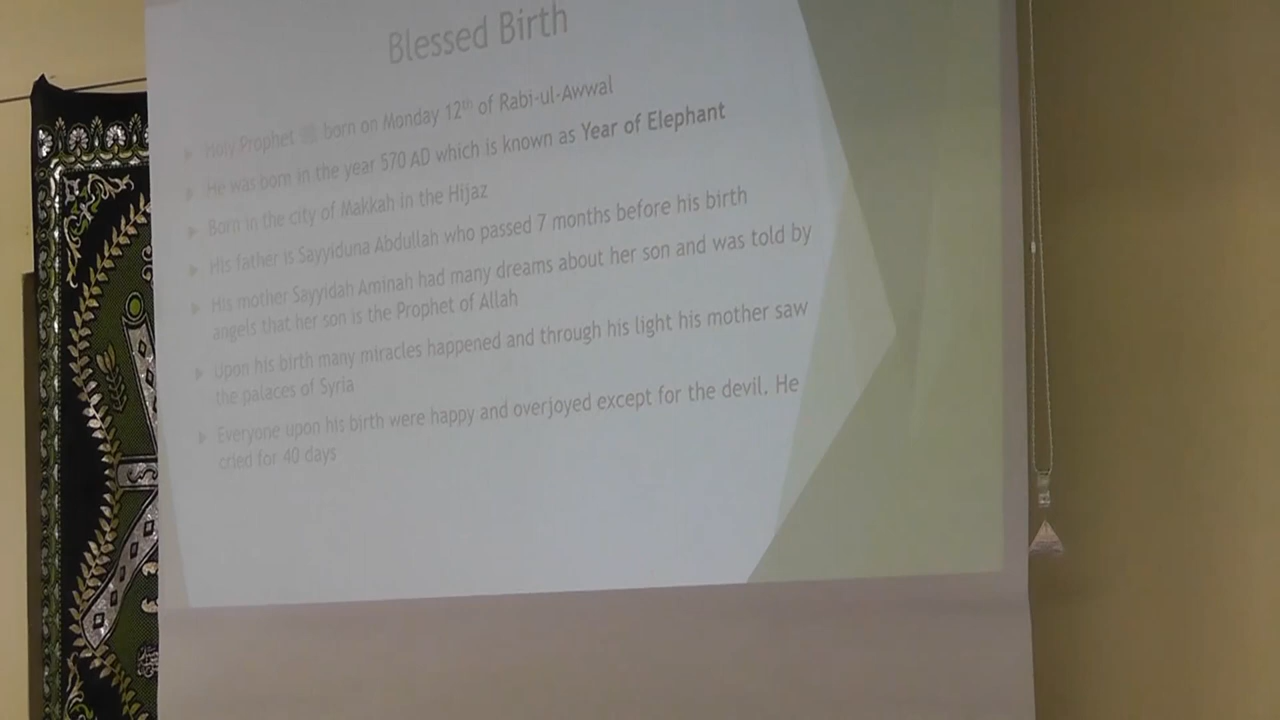 Blessed Birth
Holy Prophet ﷺ born on Monday 12th of Rabi-ul-Awwal
He was born in the year 570 AD which is known as Year of Elephant
Born in the city of Makkah in the Hijaz
His father is Sayyiduna Abdullah who passed 7 months before his birth
His mother Sayyidah Aminah had many dreams about her son and was told by
angels that her son is the Prophet of Allah
Upon his birth many miracles happened and through his light his mother saw
the palaces of Syria
Everyone upon his birth were happy and overjoyed except for the devil. He
cried for 40 days